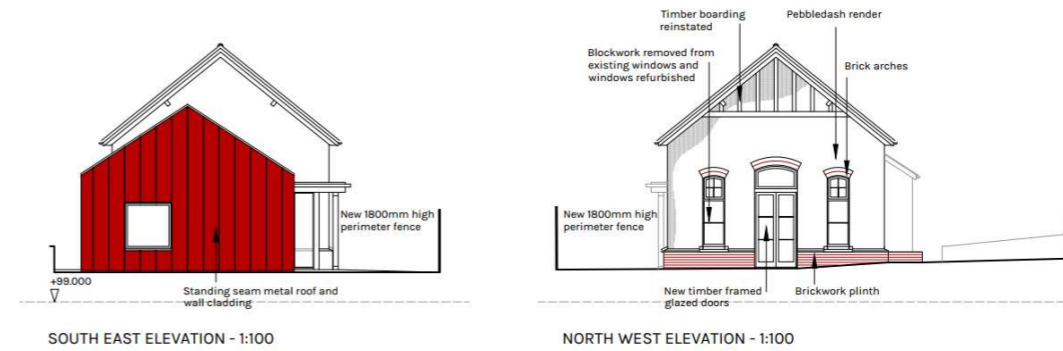 New 1800mm high
perimeter fence
+99.000
Standing seam metal roof and
wall cladding
SOUTH EAST ELEVATION - 1:100
Timber boarding
reinstated
Pebbledash render
Blockwork removed from
existing windows and
windows refurbished
Brick arches
New 1800mm high
perimeter fence
New timber framed
glazed doors
Brickwork plinth
NORTH WEST ELEVATION - 1:100